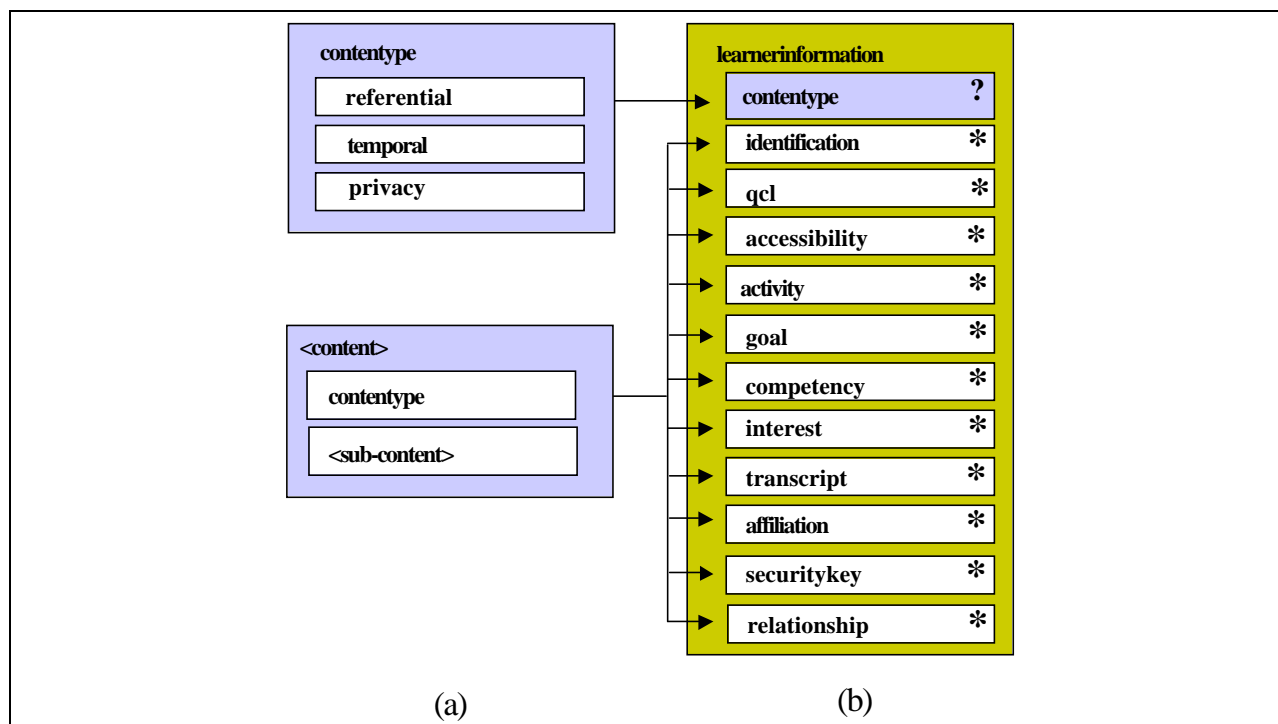 contentype
referential
temporal
privacy
<content>
contentype
<sub-content>
(a)
learnerinformation
contentype ?
identification *
qcl *
accessibility *
activity *
goal *
competency *
interest *
transcript *
affiliation *
securitykey *
relationship *
(b)